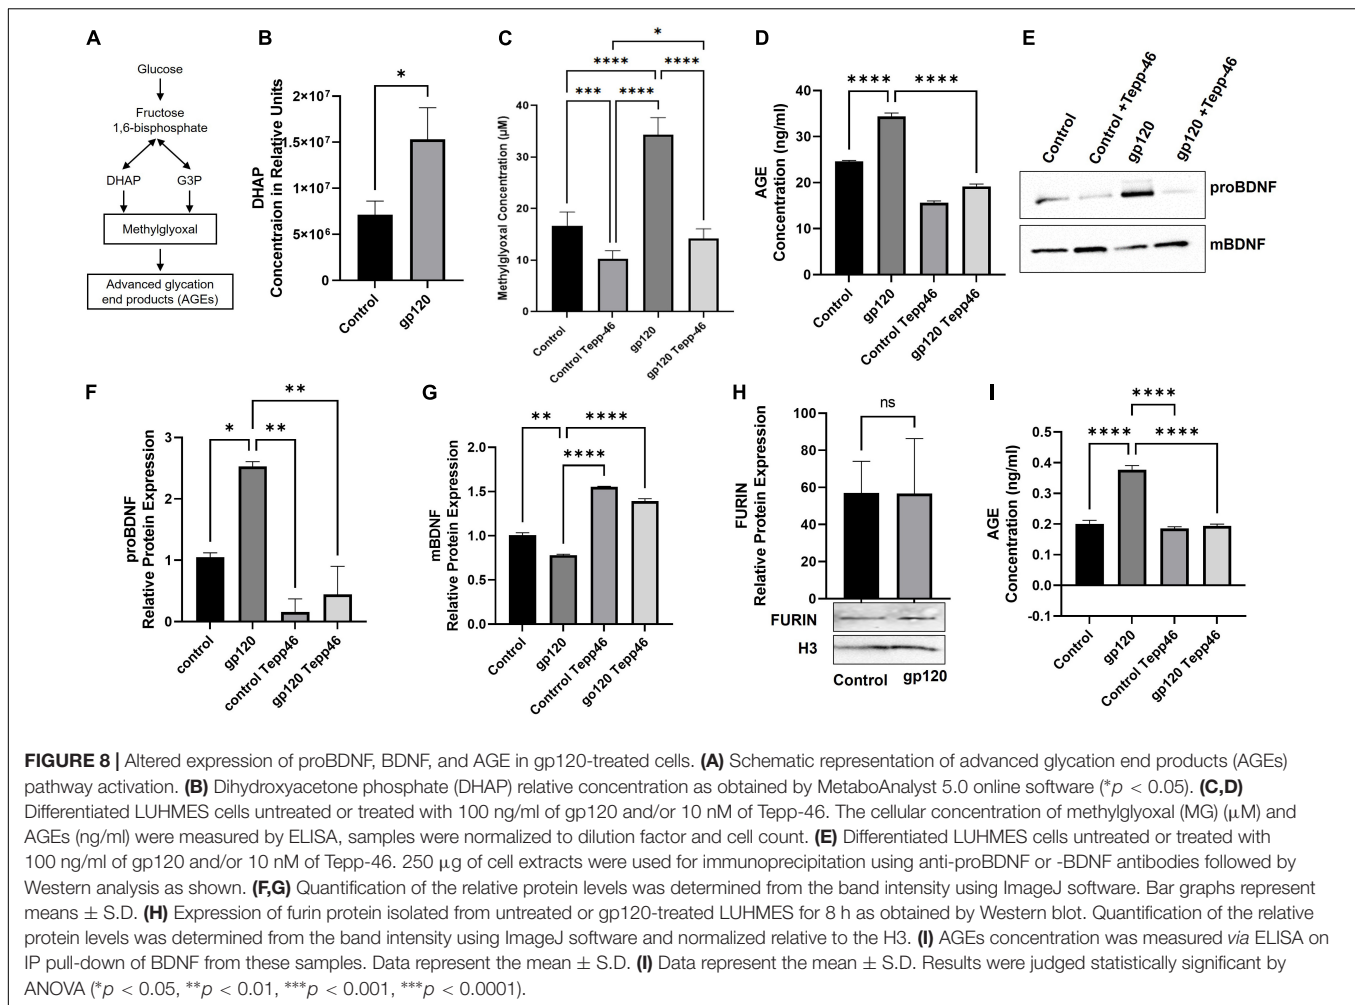 A
Glucose
Fructose
1,6-bisphosphate
DHAP G3P
Methylglyoxal
Advanced glycation
end products (AGEs)
B
DHAP
Concentraion in Relative Units
2×10⁷
1.5×10⁷
1×10⁷
5×10⁶
0
*
Control
gp120
C
Methylglyoxal Concentration (µM)
40
30
20
10
0
*
**** ****
*** ****
Control
Control Tepp-46
gp120
gp120 Tepp-46
D
AGE
Concentration (ng/ml)
40
30
20
10
0
**** ****
Control
gp120
Control Tepp46
gp120 Tepp46
E
Control
Control +Tepp-46
gp120
gp120 +Tepp-46
proBDNF
mBDNF
F
proBDNF
Relative Protein Expression
3
2
1
0
**
* **
control
gp120
control Tepp46
gp120 Tepp46
G
mBDNF
Relative Protein Expression
2.0
1.5
1.0
0.5
0.0
** ****
****
Control
gp120
Controrl Tepp46
go120 Tepp46
H
FURIN
Relative Protein Expression
100
80
60
40
20
0
ns
FURIN
H3
Control gp120
I
AGE
Concentration (ng/ml)
0.5
0.4
0.3
0.2
0.1
0.0
-0.1
****
**** ****
Control
gp120
Control Tepp46
gp120 Tepp46
FIGURE 8 | Altered expression of proBDNF, BDNF, and AGE in gp120-treated cells. (A) Schematic representation of advanced glycation end products (AGEs)
pathway activation. (B) Dihydroxyacetone phosphate (DHAP) relative concentration as obtained by MetaboAnalyst 5.0 online software (*p < 0.05). (C,D)
Differentiated LUHMES cells untreated or treated with 100 ng/ml of gp120 and/or 10 nM of Tepp-46. The cellular concentration of methylglyoxal (MG) (µM) and
AGEs (ng/ml) were measured by ELISA, samples were normalized to dilution factor and cell count. (E) Differentiated LUHMES cells untreated or treated with
100 ng/ml of gp120 and/or 10 nM of Tepp-46. 250 µg of cell extracts were used for immunoprecipitation using anti-proBDNF or -BDNF antibodies followed by
Western analysis as shown. (F,G) Quantification of the relative protein levels was determined from the band intensity using ImageJ software. Bar graphs represent
means ± S.D. (H) Expression of furin protein isolated from untreated or gp120-treated LUHMES for 8 h as obtained by Western blot. Quantification of the relative
protein levels was determined from the band intensity using ImageJ software and normalized relative to the H3. (I) AGEs concentration was measured via ELISA on
IP pull-down of BDNF from these samples. Data represent the mean ± S.D. (I) Data represent the mean ± S.D. Results were judged statistically significant by
ANOVA (*p < 0.05, **p < 0.01, ***p < 0.001, ***p < 0.0001).